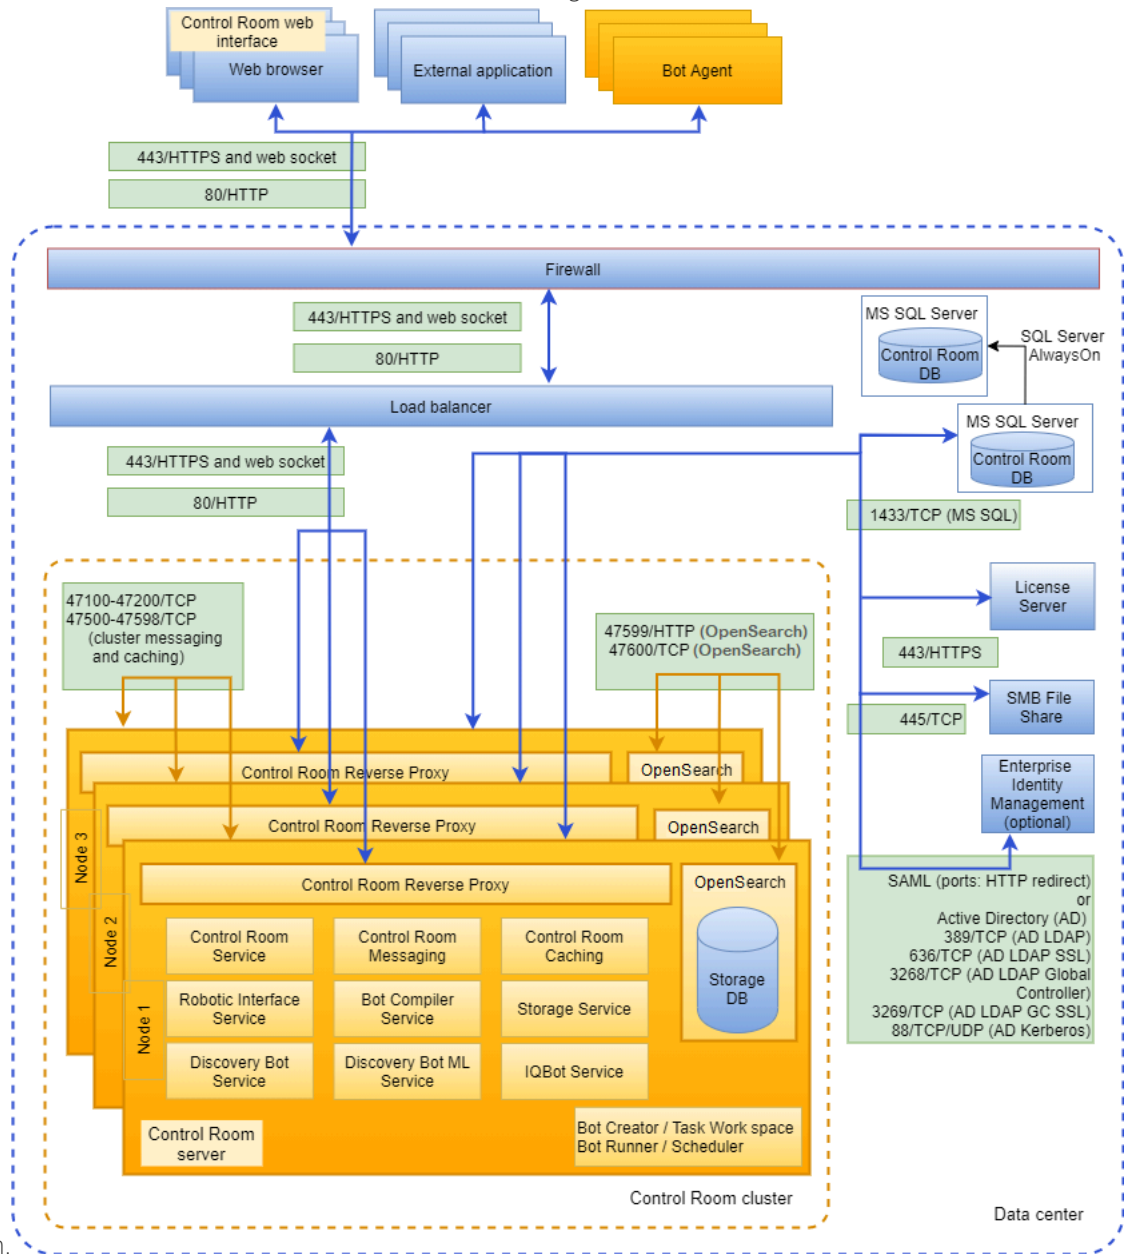 Control Room web
interface
Web browser
External application
Bot Agent
443/HTTPS and web socket
80/HTTP
Firewall
443/HTTPS and web socket
80/HTTP
MS SQL Server
Control Room
DB
SQL Server
AlwaysOn
Load balancer
MS SQL Server
Control Room
DB
443/HTTPS and web socket
80/HTTP
1433/TCP (MS SQL)
License
Server
47100-47200/TCP
47500-47598/TCP
(cluster messaging
and caching)
47599/HTTP (OpenSearch)
47600/TCP (OpenSearch)
443/HTTPS
SMB File
Share
445/TCP
Enterprise
Identity
Management
(optional)
Control Room Reverse Proxy
OpenSearch
Node 3
Control Room Reverse Proxy
OpenSearch
Node 2
Control Room Reverse Proxy
OpenSearch
Storage
DB
Node 1
Control Room
Service
Control Room
Messaging
Control Room
Caching
Robotic Interface
Service
Bot Compiler
Service
Storage Service
Discovery Bot
Service
Discovery Bot ML
Service
IQBot Service
Control Room
server
Bot Creator / Task Work space
Bot Runner / Scheduler
SAML (ports: HTTP redirect)
or
Active Directory (AD)
389/TCP (AD LDAP)
636/TCP (AD LDAP SSL)
3268/TCP (AD LDAP Global
Controller)
3269/TCP (AD LDAP GC SSL)
88/TCP/UDP (AD Kerberos)
Control Room cluster
Data center